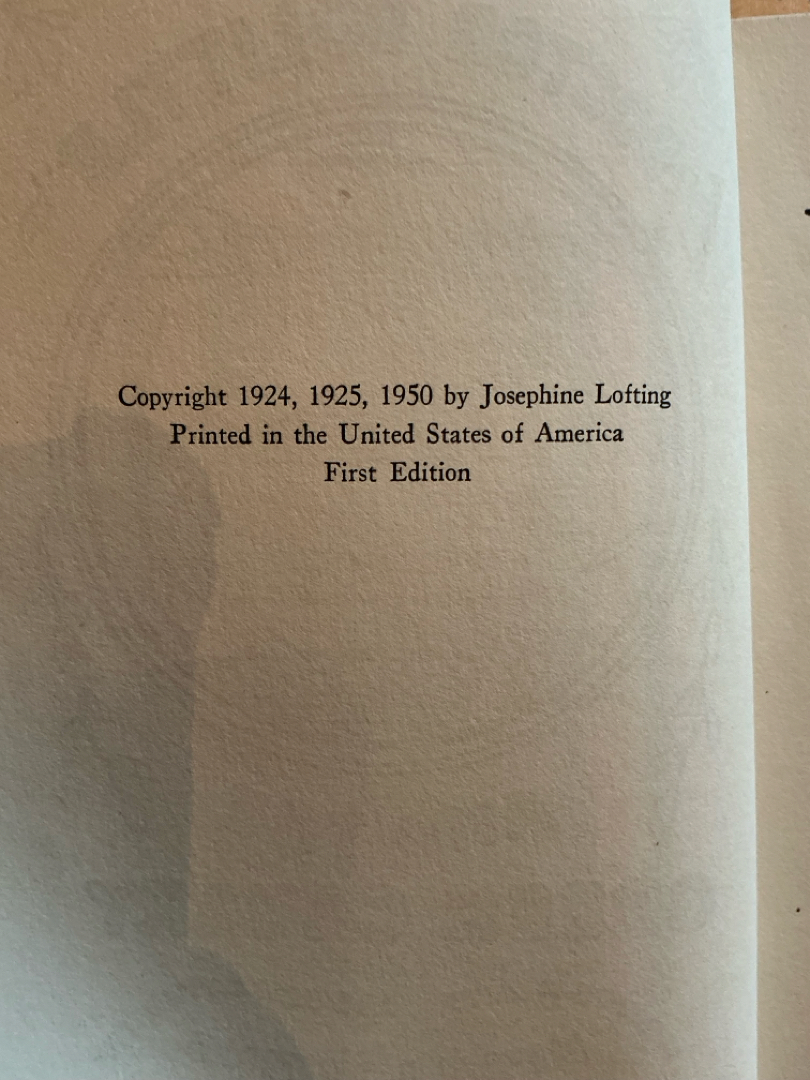 Copyright 1924, 1925, 1950 by Josephine Lofting
Printed in the United States of America
First Edition